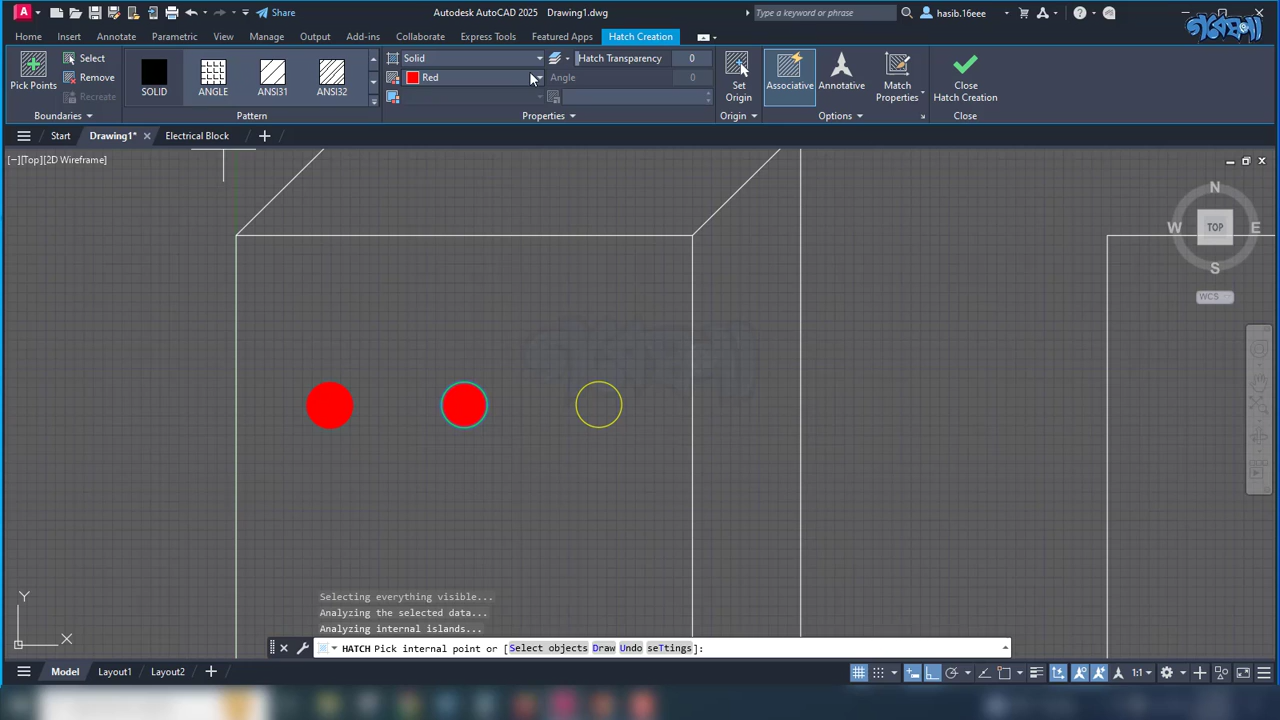 Share
Autodesk AutoCAD 2025 Drawing1.dwg
Type a keyword or phrase
hasib.16eee
Home Insert Annotate Parametric View Manage Output Add-ins Collaborate Express Tools Featured Apps Hatch Creation
গবেষণা
Solid Hatch Transparency 0
Select
Red Angle 0
Remove
Pick Points SOLID ANGLE ANSI31 ANSI32 Set Origin Associative Annotative Match Properties Close Hatch Creation
Recreate
Boundaries Pattern Properties Origin Options Close
Start Drawing1* Electrical Block
[−][Top][2D Wireframe]
N
W TOP E
S
WCS
Selecting everything visible...
Analyzing the selected data...
Analyzing internal islands...
Y
X
HATCH Pick internal point or [Select objects Draw Undo seTtings]:
Model Layout1 Layout2
1:1